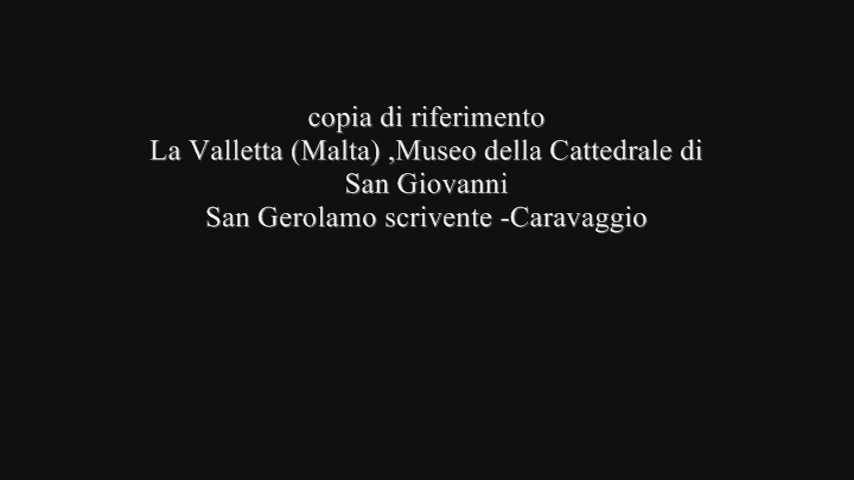 copia di riferimento
La Valletta (Malta) ,Museo della Cattedrale di
San Giovanni
San Gerolamo scrivente -Caravaggio